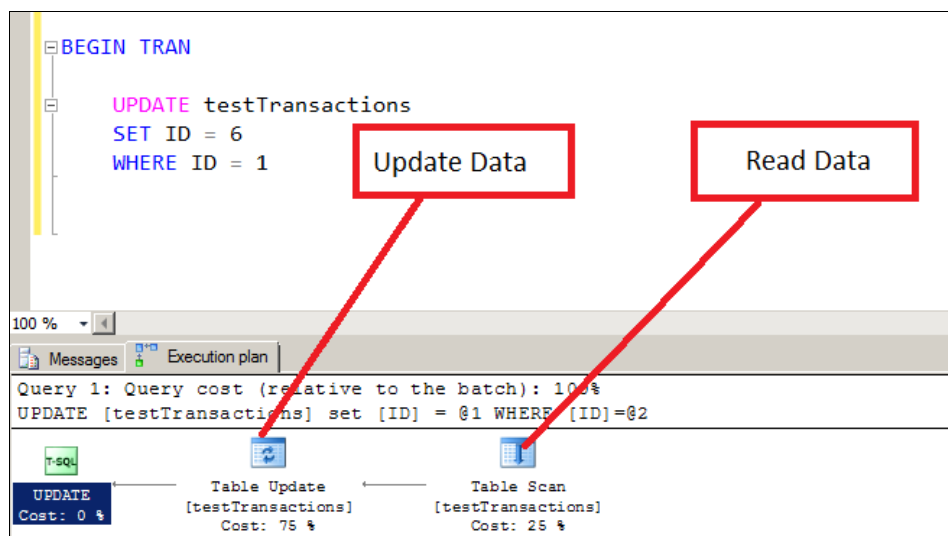 BEGIN TRAN
UPDATE testTransactions
SET ID = 6
WHERE ID = 1
Update Data
Read Data
100 %
Messages
Execution plan
Query 1: Query cost (relative to the batch): 100%
UPDATE [testTransactions] set [ID] = @1 WHERE [ID]=@2
T-SQL
UPDATE
Cost: 0 %
Table Update
[testTransactions]
Cost: 75 %
Table Scan
[testTransactions]
Cost: 25 %